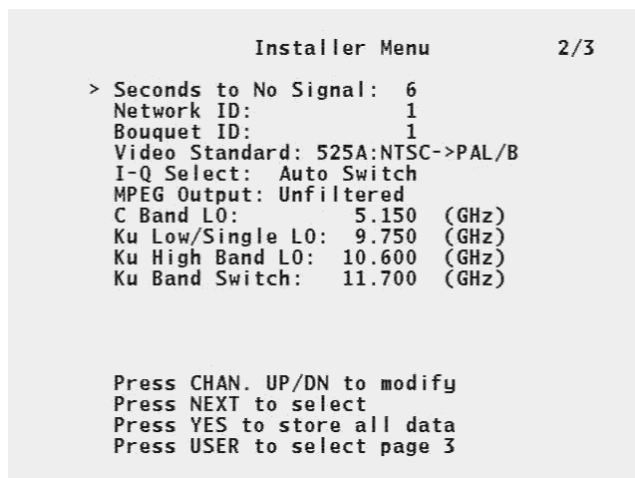 Installer Menu 2/3
> Seconds to No Signal: 6
Network ID: 1
Bouquet ID: 1
Video Standard: 525A:NTSC->PAL/B
I-Q Select: Auto Switch
MPEG Output: Unfiltered
C Band LO: 5.150 (GHz)
Ku Low/Single LO: 9.750 (GHz)
Ku High Band LO: 10.600 (GHz)
Ku Band Switch: 11.700 (GHz)
Press CHAN. UP/DN to modify
Press NEXT to select
Press YES to store all data
Press USER to select page 3